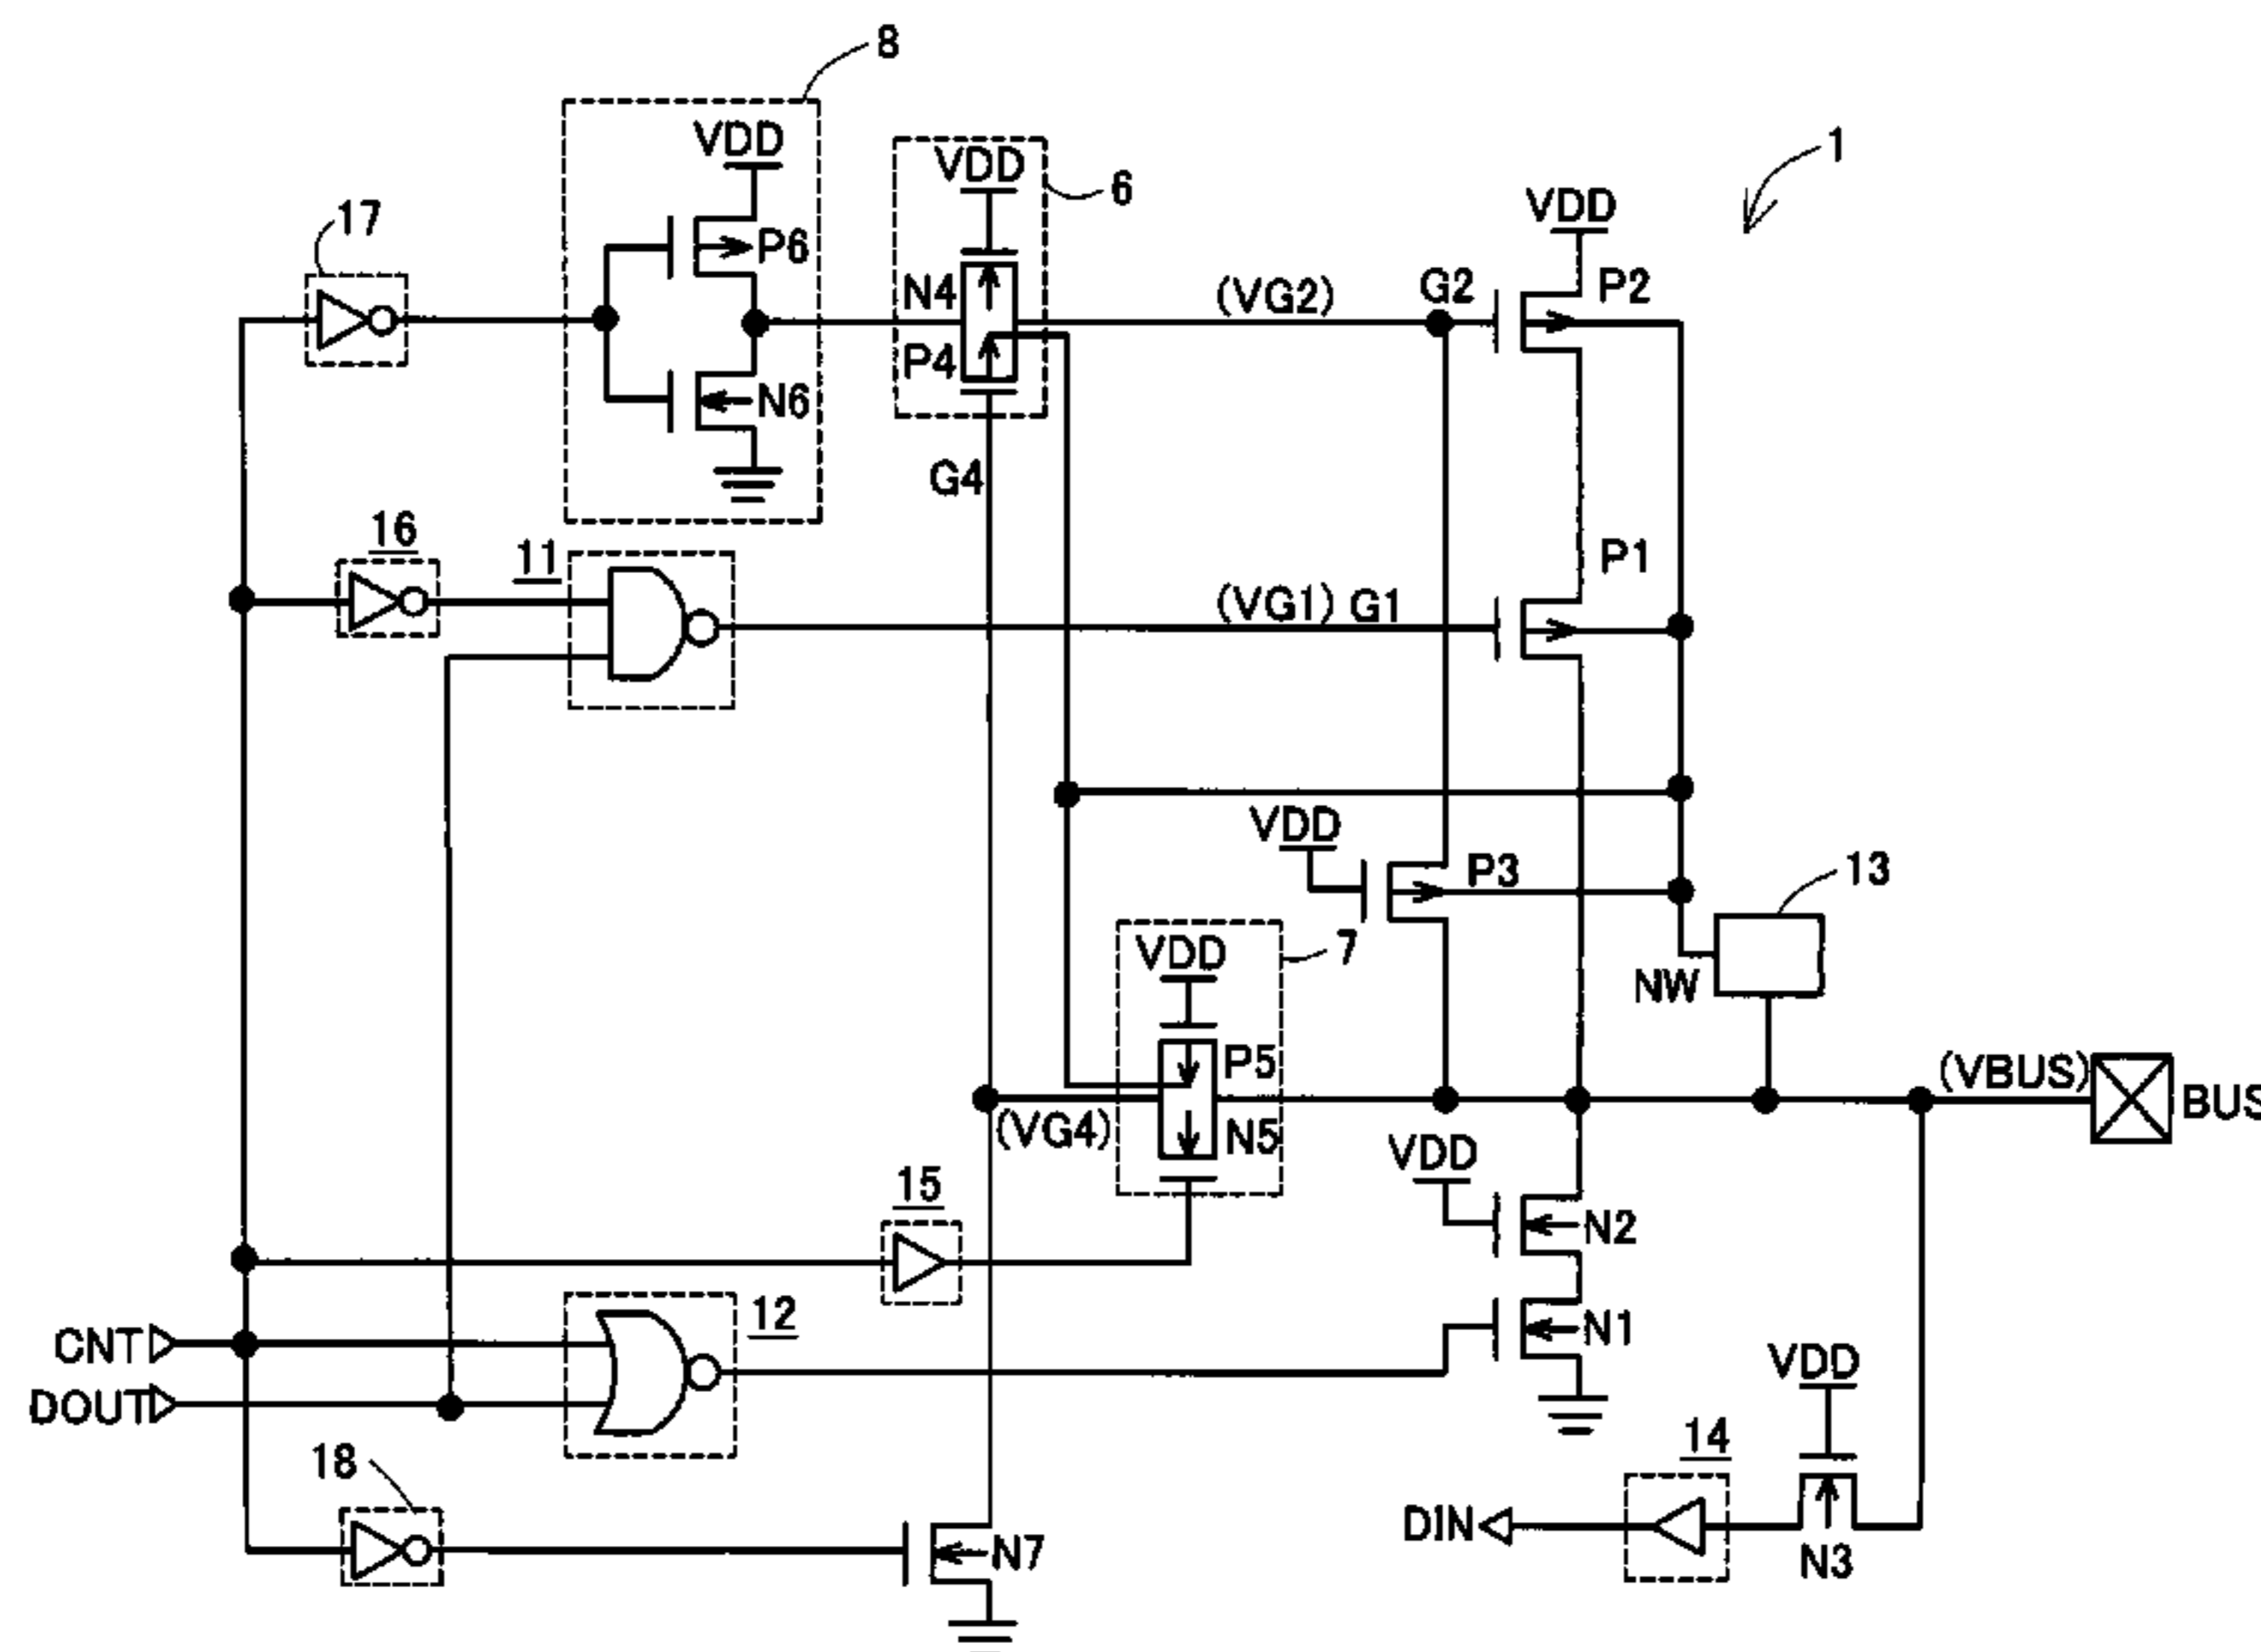 8
1
VDD
VDD
6
17
VDD
P6
N4
(VG2)
G2
P2
P4
N6
G4
16
11
P1
(VG1) G1
VDD
P3
13
VDD
7
NW
P5
(VBUS)
BUS
(VG4)
N5
VDD
15
N2
12
N1
CNT
VDD
DOUT
14
18
DIN
N7
N3